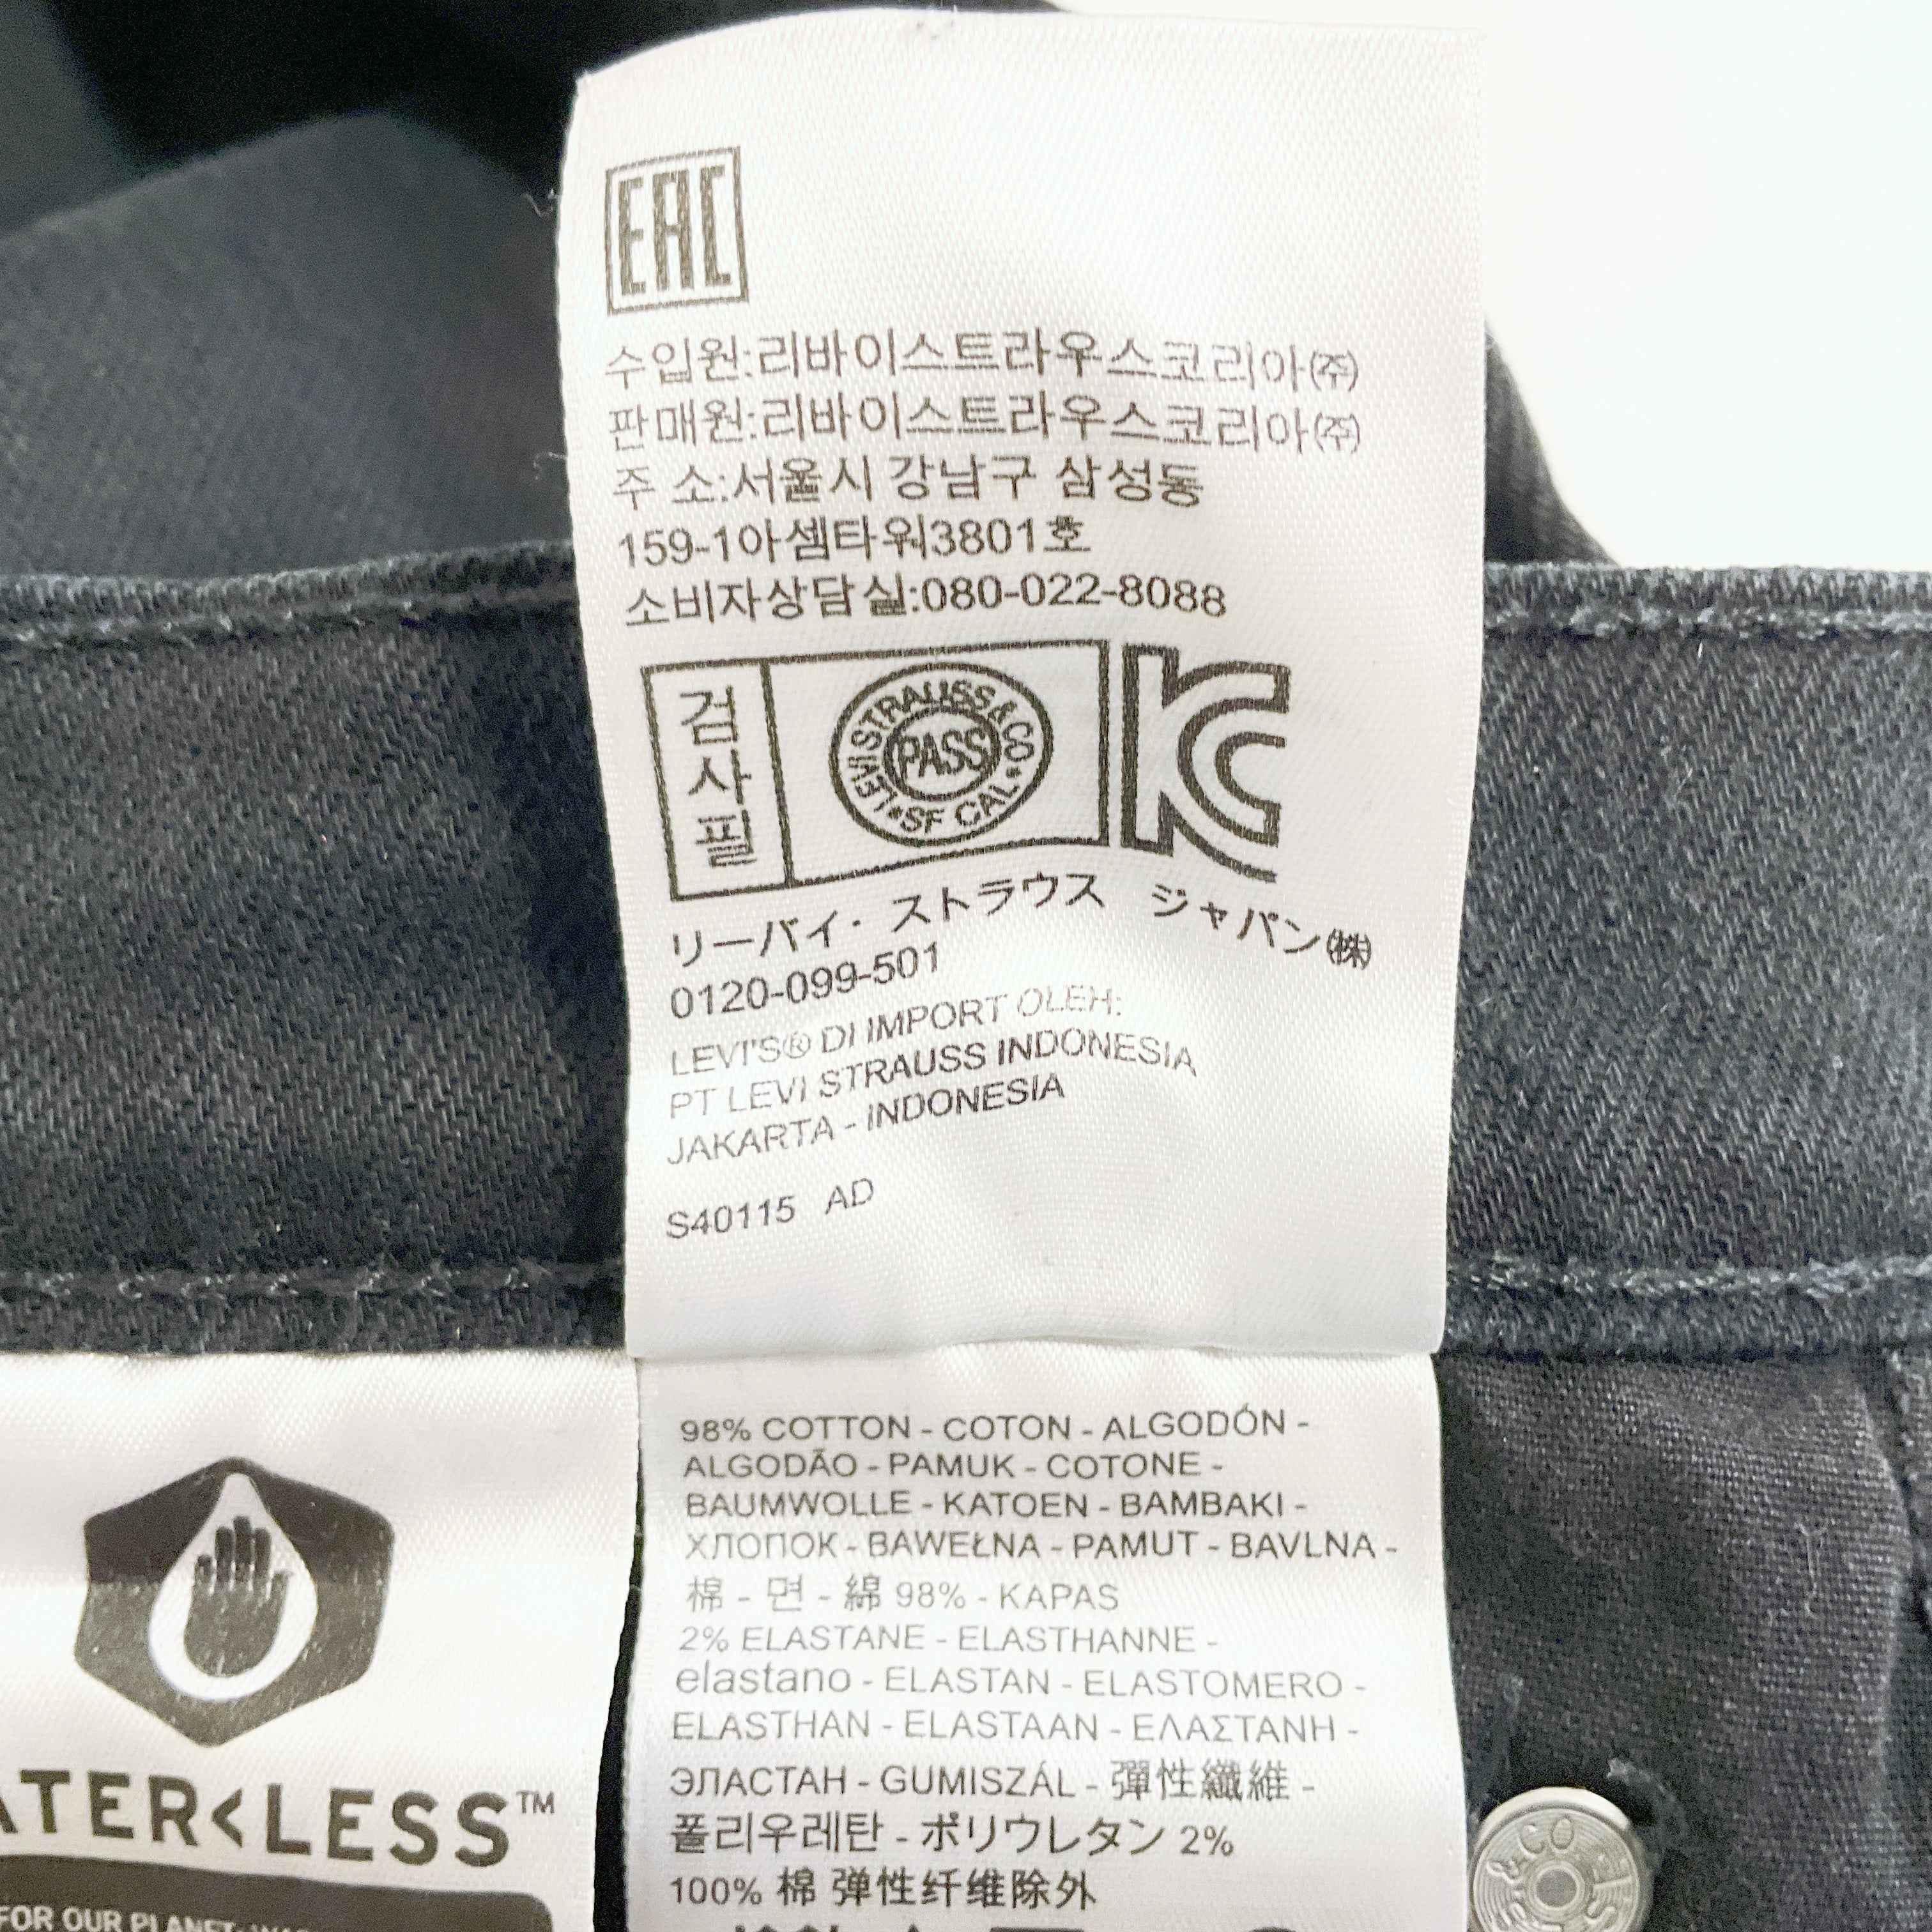 EAC
수입원:리바이스트라우스코리아㈜
판매원:리바이스트라우스코리아㈜
주 소:서울시 강남구 삼성동
159-1아셈타워3801호
소비자상담실:080-022-8088
검사필
LEVI STRAUSS & CO * SF CAL *
PASS
KC
リーバイ・ストラウス ジャパン㈱
0120-099-501
LEVI'S® DI IMPORT OLEH:
PT LEVI STRAUSS INDONESIA
JAKARTA - INDONESIA
S40115 AD
98% COTTON - COTON - ALGODÓN -
ALGODÃO - PAMUK - COTONE -
BAUMWOLLE - KATOEN - BAMBAKI -
ХЛОПОК - BAWEŁNA - PAMUT - BAVLNA -
棉 - 면 - 綿 98% - KAPAS
2% ELASTANE - ELASTHANNE -
elastano - ELASTAN - ELASTOMERO -
ELASTHAN - ELASTAAN - ΕΛΑΣΤΑΝΗ -
ЭЛАСТАН - GUMISZÁL - 彈性纖維 -
폴리우레탄 - ポリウレタン 2%
100% 棉 弹性纤维除外
ATER<LESS™
FOR OUR PLANET
& CO